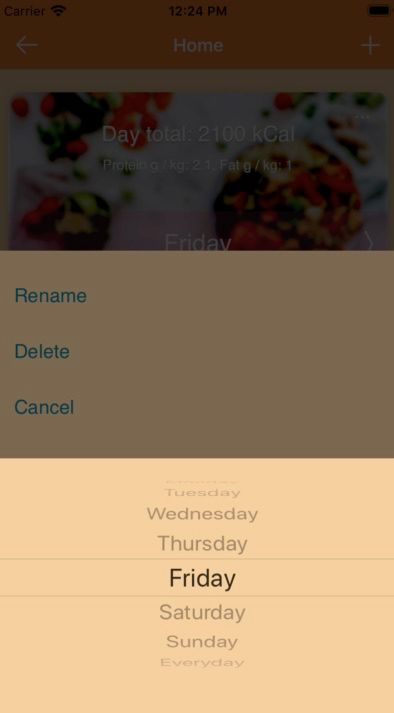 Carrier 12:24 PM
Home
Day total: 2100 kCal
Protein g / kg: 2.1, Fat g / kg: 1
Friday
Rename
Delete
Cancel
Tuesday
Wednesday
Thursday
Friday
Saturday
Sunday
Everyday